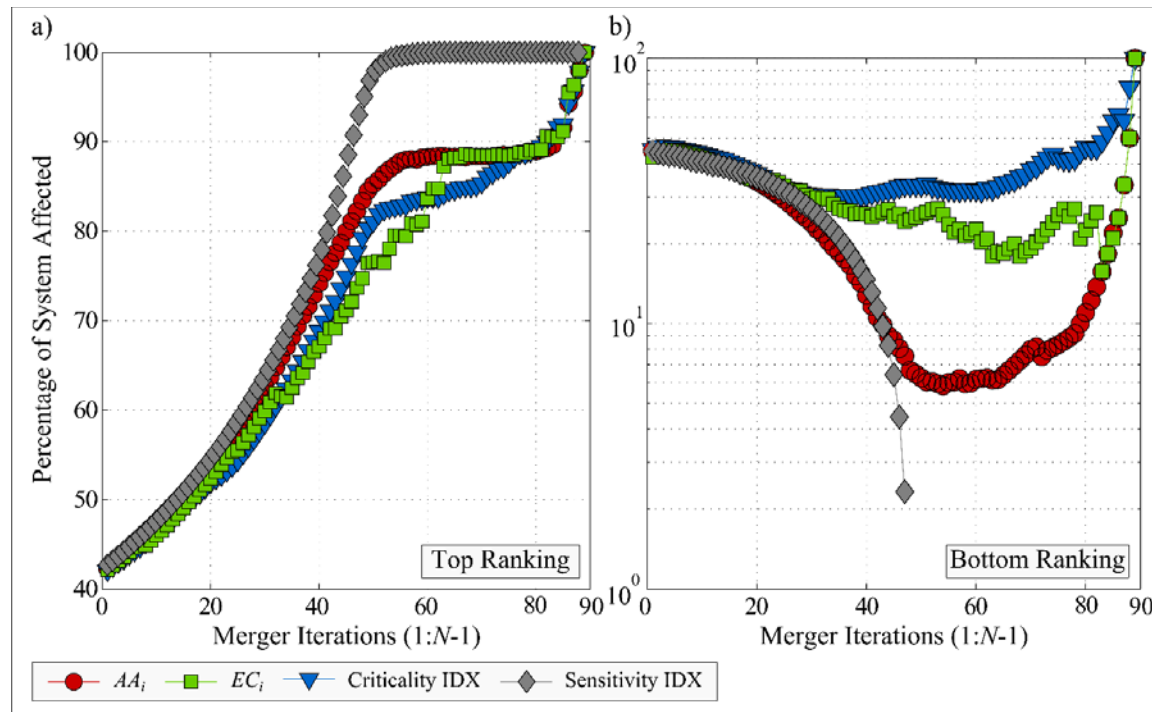 a)
100
90
80
70
60
50
40
Percentage of System Affected
0 20 40 60 80 90
Merger Iterations (1:N-1)
Top Ranking
b)
10²
10¹
10⁰
0 20 40 60 80 90
Merger Iterations (1:N-1)
Bottom Ranking
AAᵢ ECᵢ Criticality IDX Sensitivity IDX